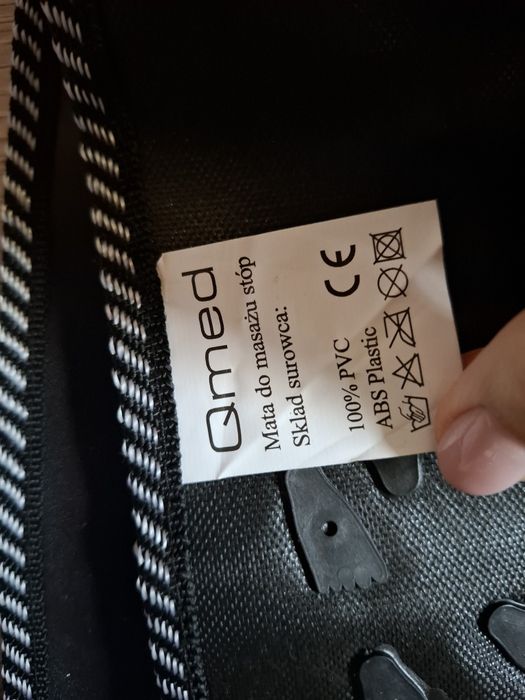 Qmed
Mata do masażu stóp
Skład surowca:
100% PVC
ABS Plastic
CE